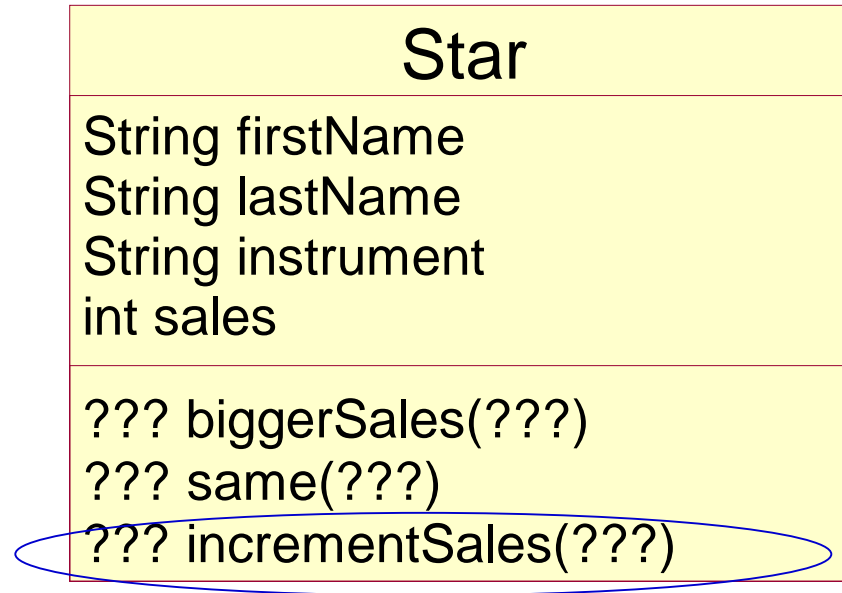 Star
String firstName
String lastName
String instrument
int sales
??? biggerSales(???)
??? same(???)
??? incrementSales(???)